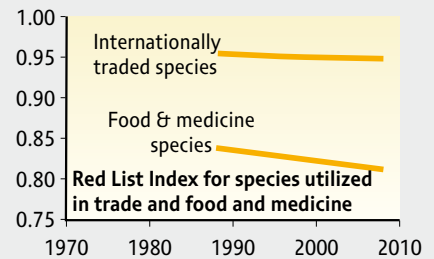 1.00
Internationally
traded species
0.95
0.90
Food & medicine
species
0.85
0.80
Red List Index for species utilized
in trade and food and medicine
0.75
1970 1980 1990 2000 2010